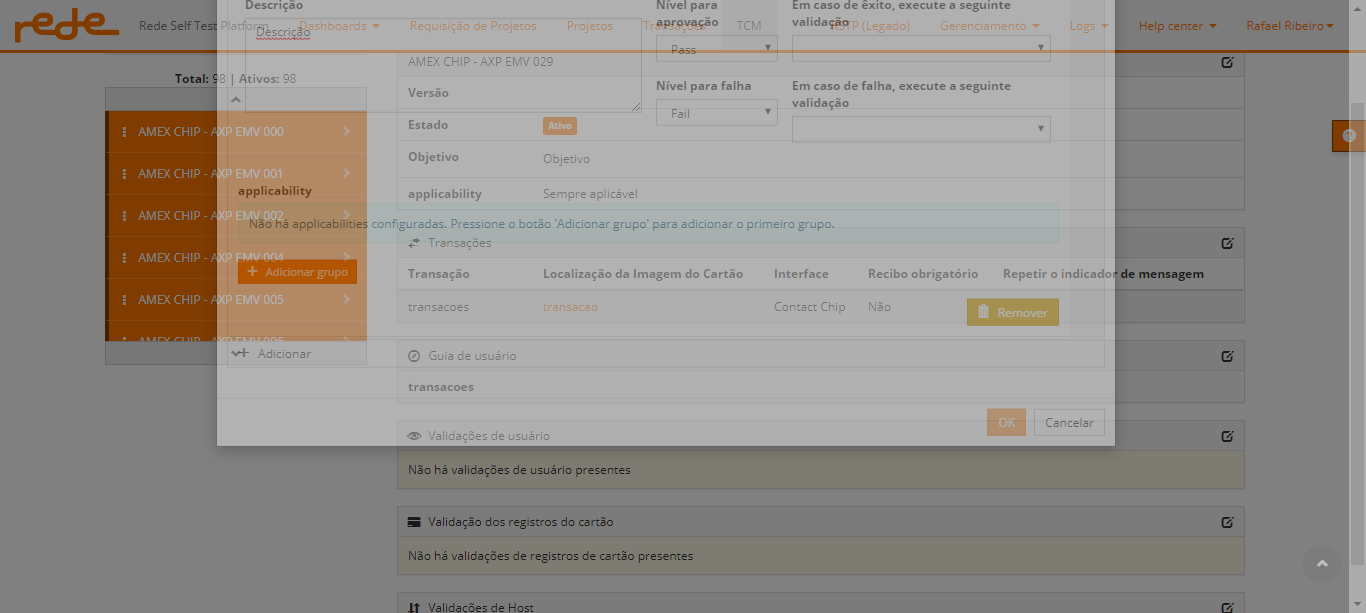 Descrição
Nível para aprovação
Em caso de êxito, execute a seguinte validação
rede
Rede Self Test Platform
Dashboards
Requisição de Projetos
Projetos
Transações
TCM
RSTP (Legado)
Gerenciamento
Logs
Help center
Rafael Ribeiro
Descrição
Pass
AMEX CHIP - AXP EMV 029
Total: 98 | Ativos: 98
Versão
Nível para falha
Em caso de falha, execute a seguinte validação
Fail
Estado
Ativo
AMEX CHIP - AXP EMV 000
Objetivo
Objetivo
AMEX CHIP - AXP EMV 001
applicability
applicability
Sempre aplicável
AMEX CHIP - AXP EMV 002
Não há applicabilities configuradas. Pressione o botão 'Adicionar grupo' para adicionar o primeiro grupo.
Transações
AMEX CHIP - AXP EMV 004
Adicionar grupo
Transação
Localização da Imagem do Cartão
Interface
Recibo obrigatório
Repetir o indicador de mensagem
AMEX CHIP - AXP EMV 005
transacoes
transacao
Contact Chip
Não
Remover
AMEX CHIP - AXP EMV 006
Adicionar
Guia de usuário
transacoes
OK
Cancelar
Validações de usuário
Não há validações de usuário presentes
Validação dos registros do cartão
Não há validações de registros de cartão presentes
Validações de Host